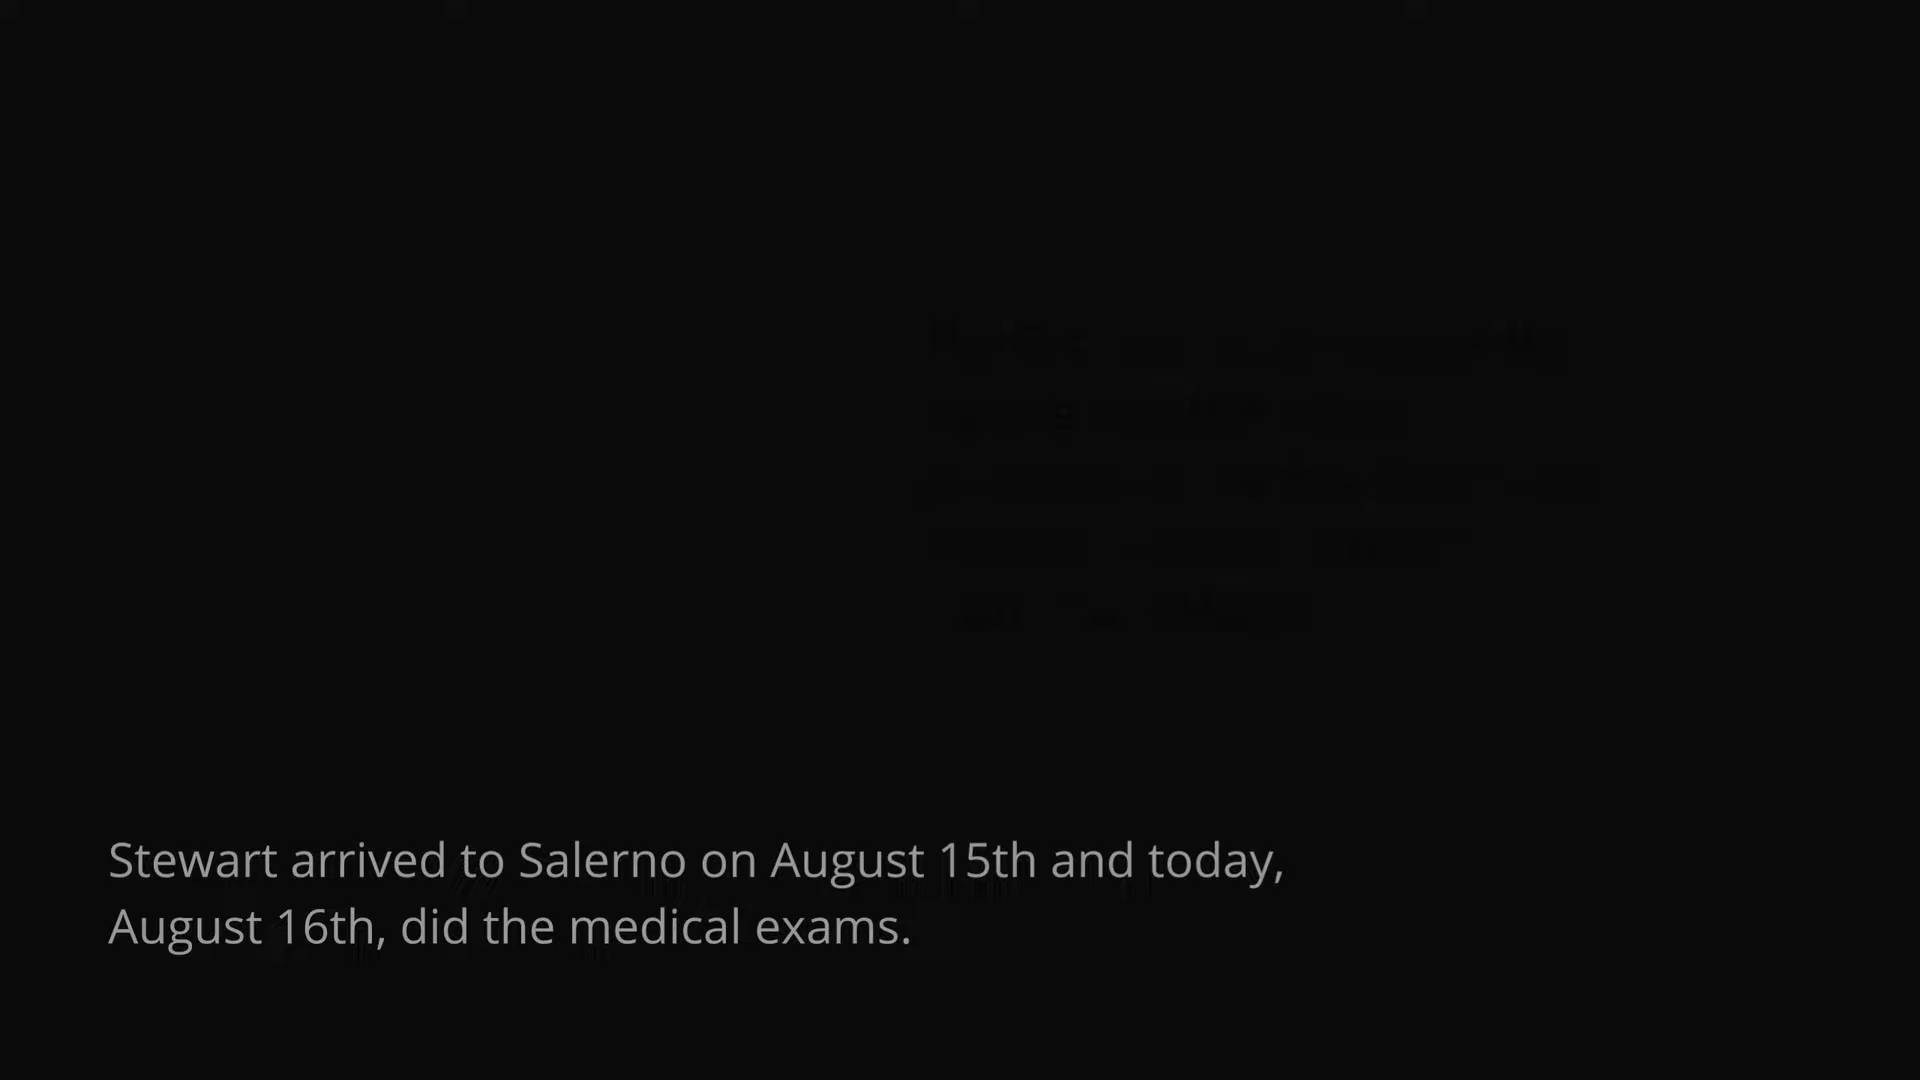 Stewart arrived to Salerno on August 15th and today,
August 16th, did the medical exams.